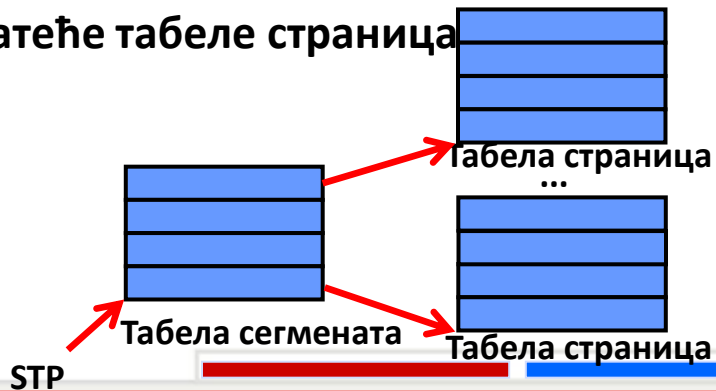 атеће табеле страница
Табела страница
...
Табела сегмената
Табела страница
STP